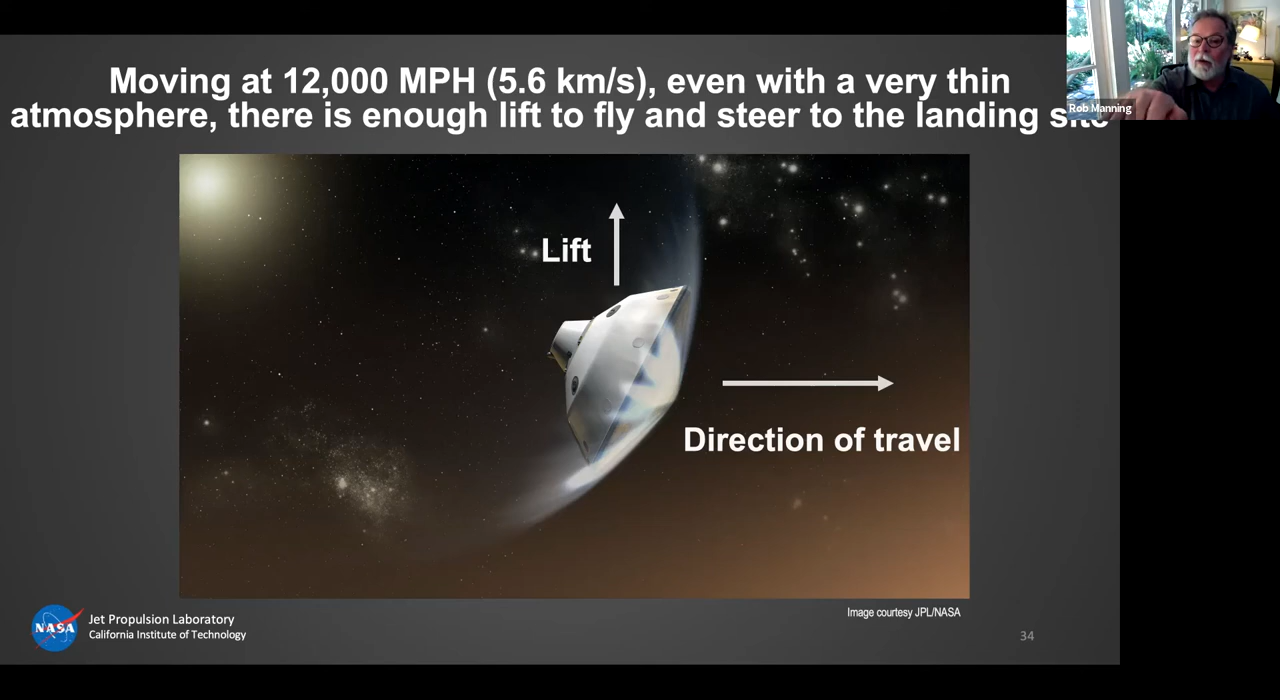 Moving at 12,000 MPH (5.6 km/s), even with a very thin
atmosphere, there is enough lift to fly and steer to the landing site
Rob Manning
Lift
Direction of travel
Image courtesy JPL/NASA
NASA
Jet Propulsion Laboratory
California Institute of Technology
34